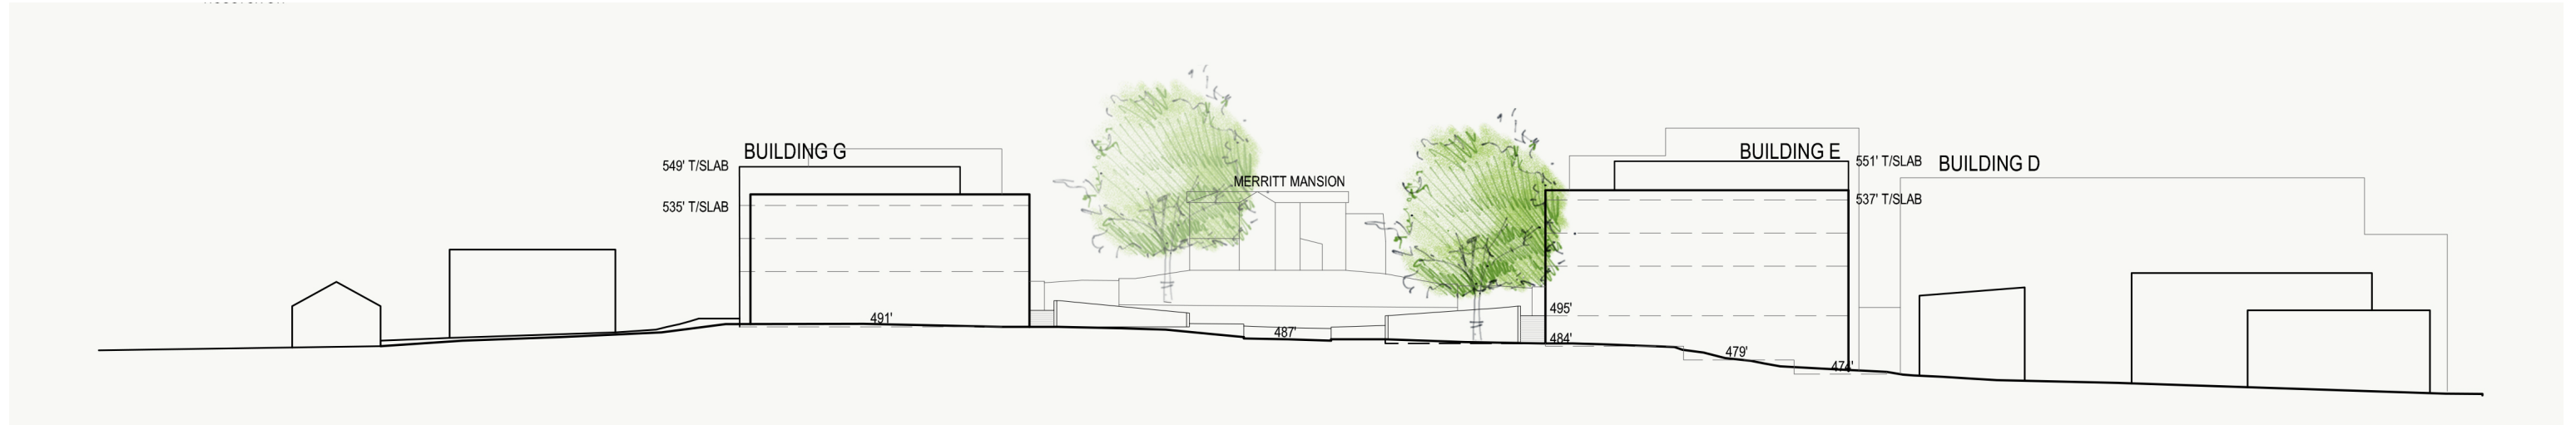 BUILDING G
549' T/SLAB
535' T/SLAB
491'
MERRITT MANSION
487'
BUILDING E
551' T/SLAB
BUILDING D
537' T/SLAB
495'
484'
479'
474'